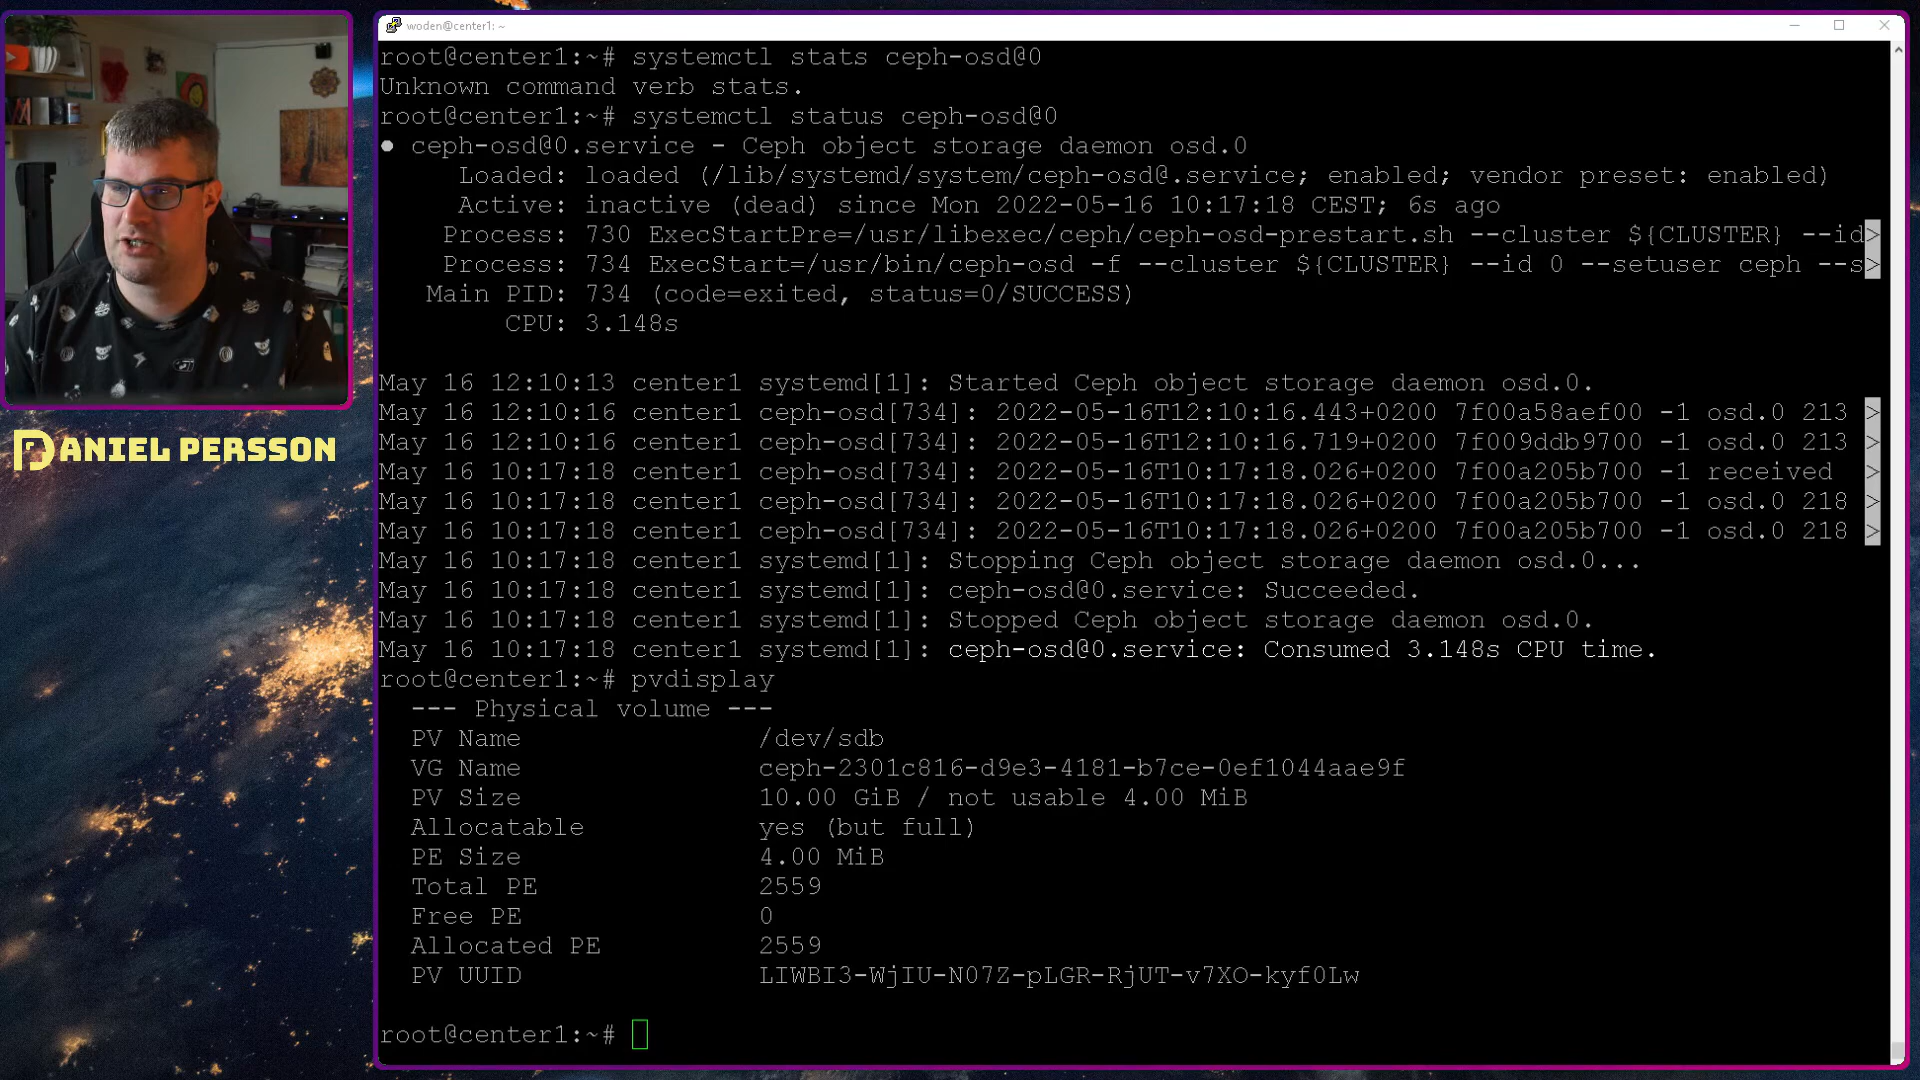 woden@center1: ~
root@center1:~# systemctl stats ceph-osd@0
Unknown command verb stats.
root@center1:~# systemctl status ceph-osd@0
● ceph-osd@0.service - Ceph object storage daemon osd.0
Loaded: loaded (/lib/systemd/system/ceph-osd@.service; enabled; vendor preset: enabled)
Active: inactive (dead) since Mon 2022-05-16 10:17:18 CEST; 6s ago
Process: 730 ExecStartPre=/usr/libexec/ceph/ceph-osd-prestart.sh --cluster ${CLUSTER} --id>
Process: 734 ExecStart=/usr/bin/ceph-osd -f --cluster ${CLUSTER} --id 0 --setuser ceph --s>
Main PID: 734 (code=exited, status=0/SUCCESS)
CPU: 3.148s
May 16 12:10:13 center1 systemd[1]: Started Ceph object storage daemon osd.0.
May 16 12:10:16 center1 ceph-osd[734]: 2022-05-16T12:10:16.443+0200 7f00a58aef00 -1 osd.0 213 >
May 16 12:10:16 center1 ceph-osd[734]: 2022-05-16T12:10:16.719+0200 7f009ddb9700 -1 osd.0 213 >
May 16 10:17:18 center1 ceph-osd[734]: 2022-05-16T10:17:18.026+0200 7f00a205b700 -1 received >
May 16 10:17:18 center1 ceph-osd[734]: 2022-05-16T10:17:18.026+0200 7f00a205b700 -1 osd.0 218 >
May 16 10:17:18 center1 ceph-osd[734]: 2022-05-16T10:17:18.026+0200 7f00a205b700 -1 osd.0 218 >
May 16 10:17:18 center1 systemd[1]: Stopping Ceph object storage daemon osd.0...
May 16 10:17:18 center1 systemd[1]: ceph-osd@0.service: Succeeded.
May 16 10:17:18 center1 systemd[1]: Stopped Ceph object storage daemon osd.0.
May 16 10:17:18 center1 systemd[1]: ceph-osd@0.service: Consumed 3.148s CPU time.
root@center1:~# pvdisplay
--- Physical volume ---
PV Name /dev/sdb
VG Name ceph-2301c816-d9e3-4181-b7ce-0ef1044aae9f
PV Size 10.00 GiB / not usable 4.00 MiB
Allocatable yes (but full)
PE Size 4.00 MiB
Total PE 2559
Free PE 0
Allocated PE 2559
PV UUID LIWBI3-WjIU-N07Z-pLGR-RjUT-v7XO-kyf0Lw
root@center1:~#
DANIEL PERSSON